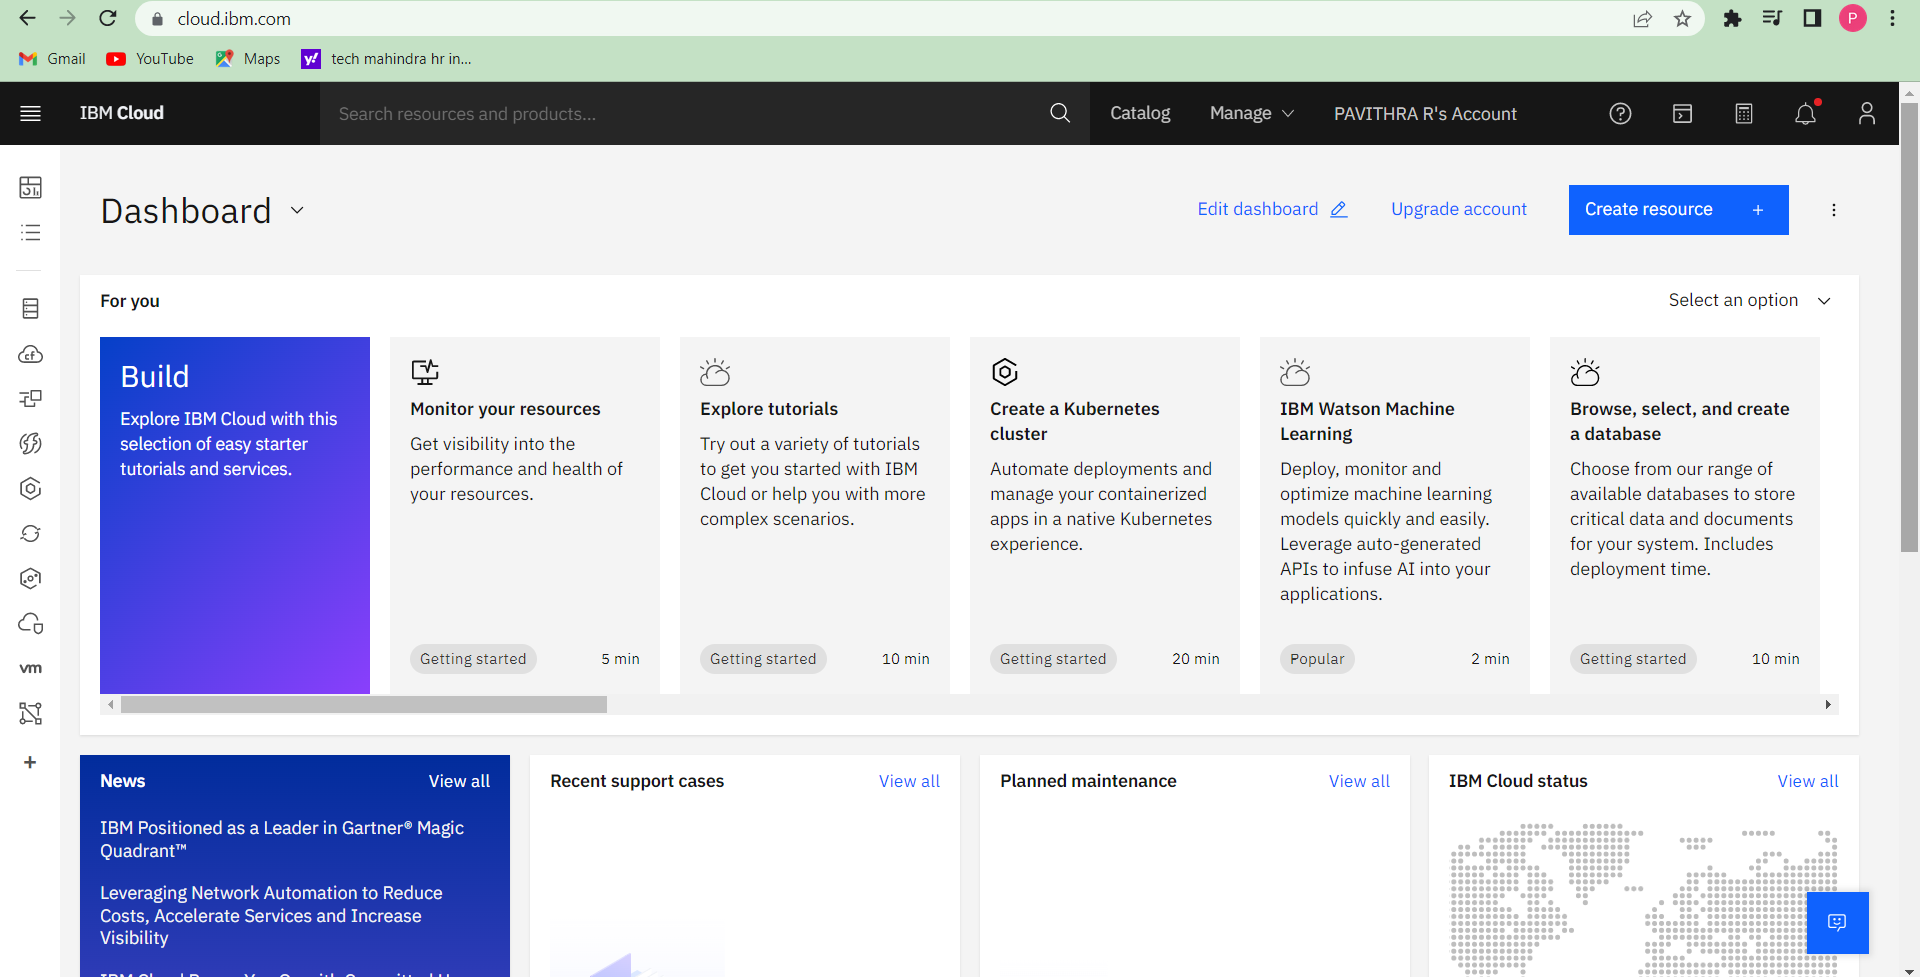 cloud.ibm.com
P
Gmail
YouTube
Maps
tech mahindra hr in...
IBM Cloud
Search resources and products...
Catalog
Manage
PAVITHRA R's Account
Dashboard
Edit dashboard
Upgrade account
Create resource +
For you
Select an option
Build
Explore IBM Cloud with this
selection of easy starter
tutorials and services.
Monitor your resources
Get visibility into the
performance and health of
your resources.
Getting started
5 min
Explore tutorials
Try out a variety of tutorials
to get you started with IBM
Cloud or help you with more
complex scenarios.
Getting started
10 min
Create a Kubernetes
cluster
Automate deployments and
manage your containerized
apps in a native Kubernetes
experience.
Getting started
20 min
IBM Watson Machine
Learning
Deploy, monitor and
optimize machine learning
models quickly and easily.
Leverage auto-generated
APIs to infuse AI into your
applications.
Popular
2 min
Browse, select, and create
a database
Choose from our range of
available databases to store
critical data and documents
for your system. Includes
deployment time.
Getting started
10 min
cf
vm
+
News
View all
IBM Positioned as a Leader in Gartner® Magic
Quadrant™
Leveraging Network Automation to Reduce
Costs, Accelerate Services and Increase
Visibility
Recent support cases
View all
Planned maintenance
View all
IBM Cloud status
View all